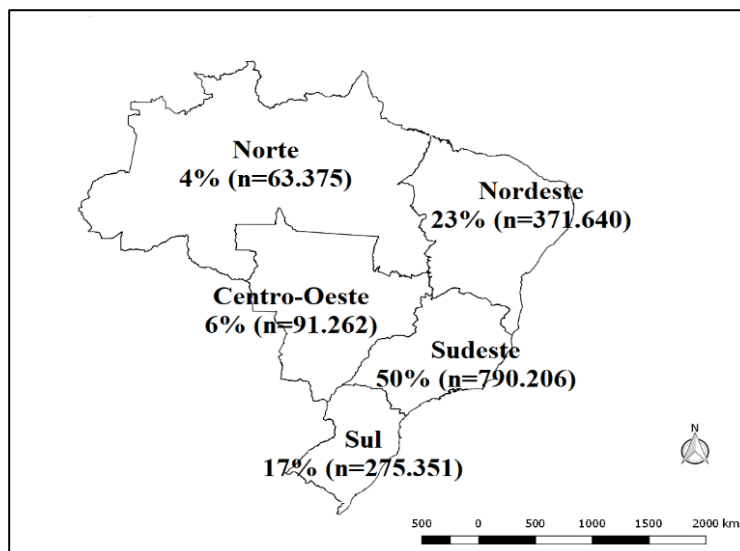 Norte
4% (n=63.375)
Nordeste
23% (n=371.640)
Centro-Oeste
6% (n=91.262)
Sudeste
50% (n=790.206)
Sul
17% (n=275.351)
N
500 0 500 1000 1500 2000 km